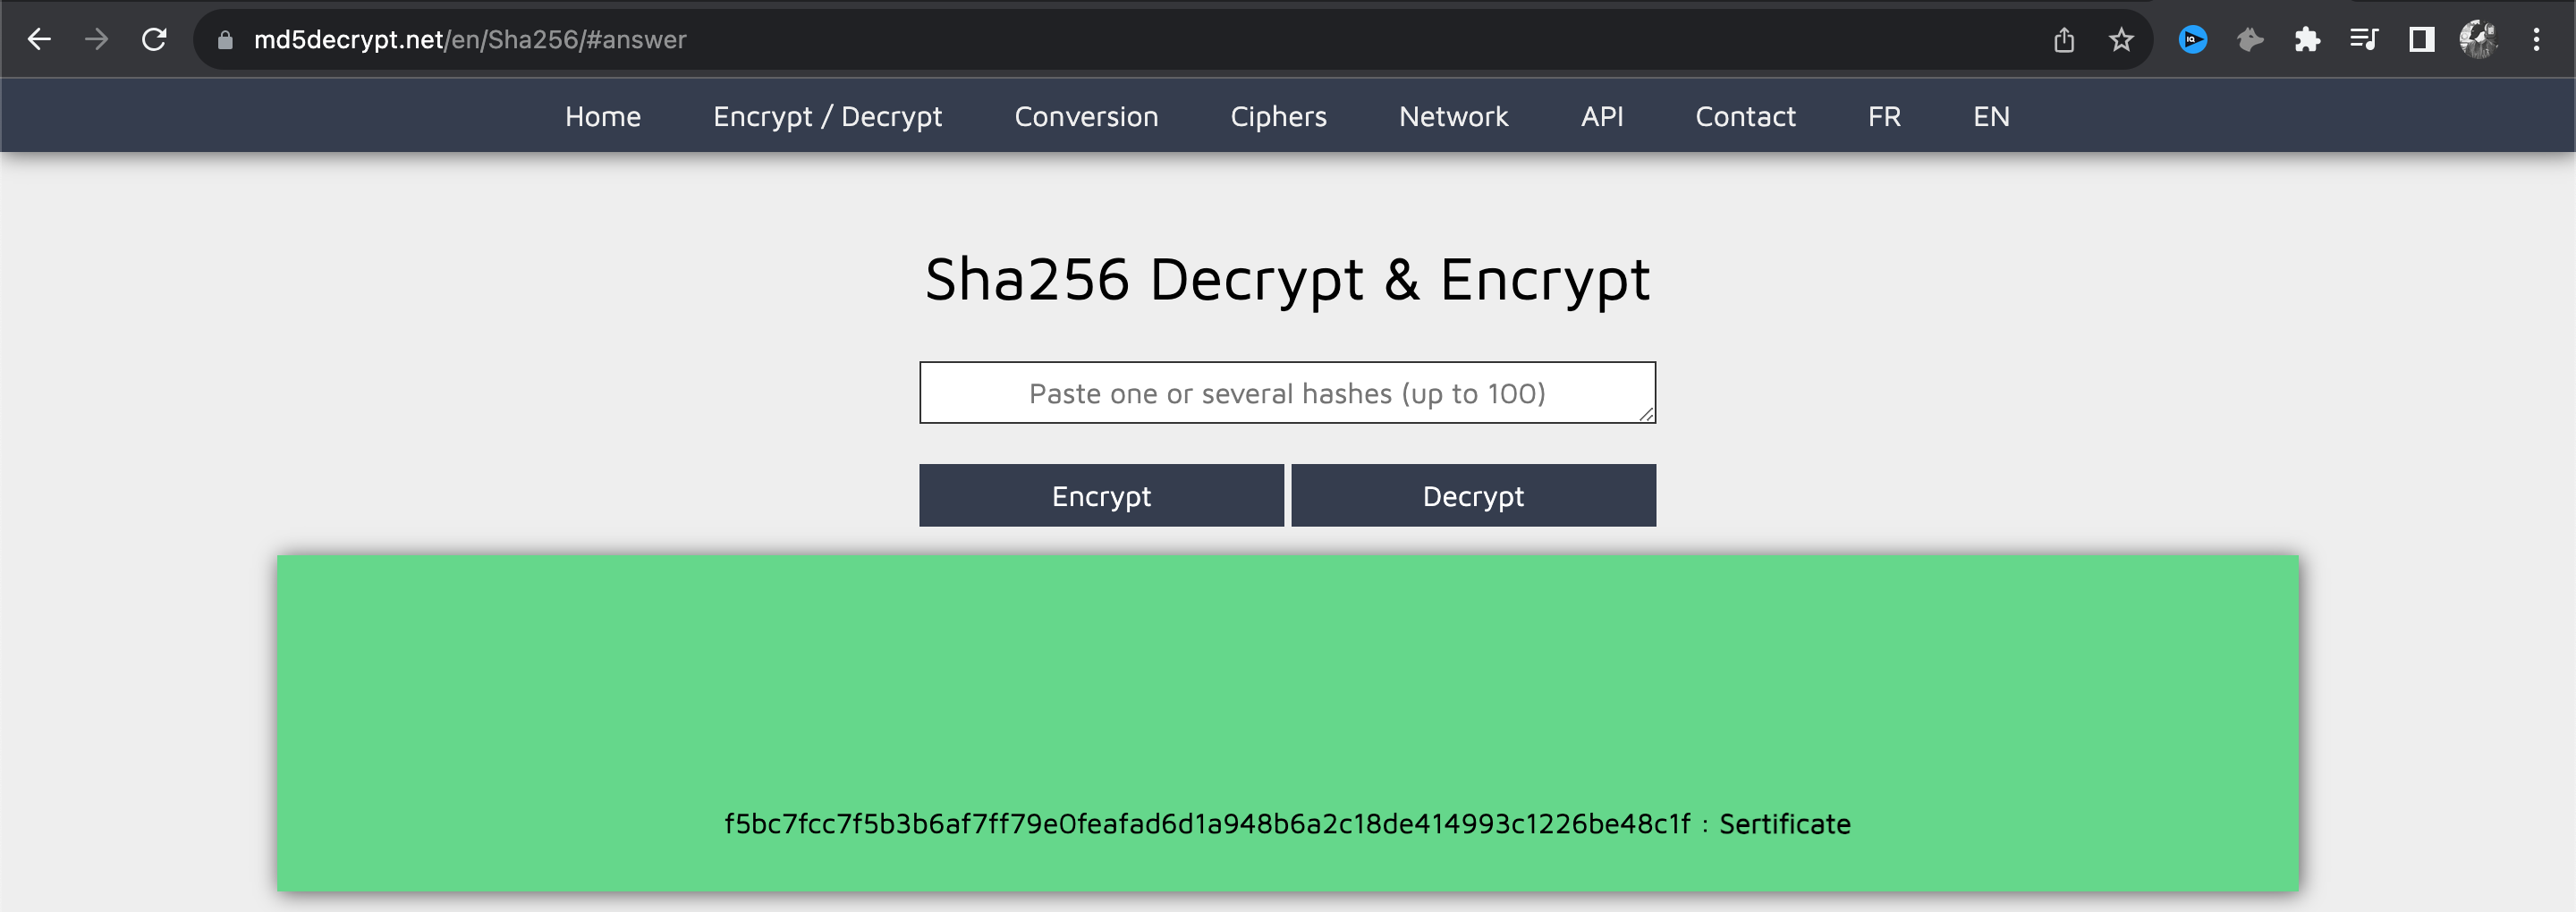 md5decrypt.net/en/Sha256/#answer
Home Encrypt / Decrypt Conversion Ciphers Network API Contact FR EN
Sha256 Decrypt & Encrypt
Paste one or several hashes (up to 100)
Encrypt Decrypt
f5bc7fcc7f5b3b6af7ff79e0feafad6d1a948b6a2c18de414993c1226be48c1f : Sertificate